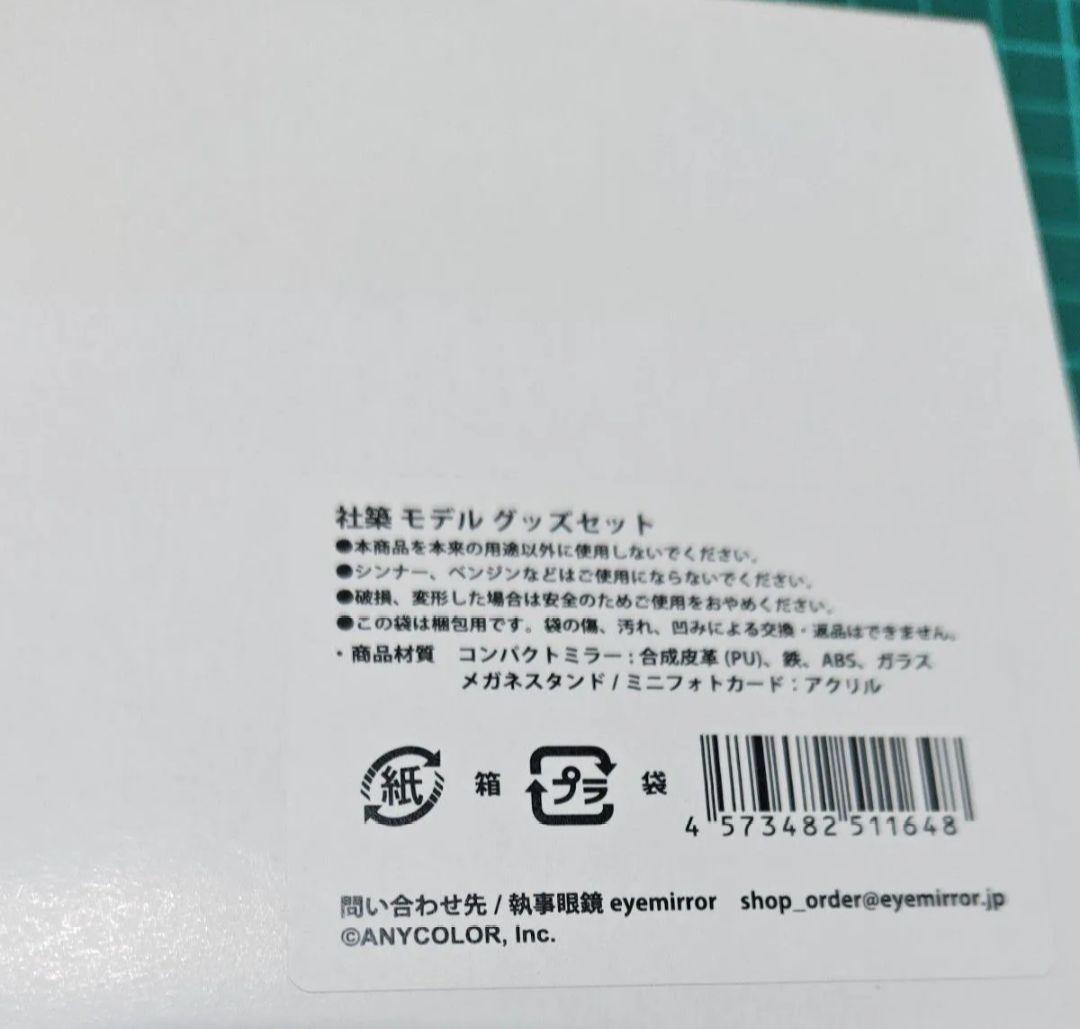 社築 モデル グッズセット
●本商品を本来の用途以外に使用しないでください。
●シンナー、ベンジンなどはご使用にならないでください。
●破損、変形した場合は安全のためご使用をおやめください。
●この袋は梱包用です。袋の傷、汚れ、凹みによる交換・返品はできません。
・商品材質 コンパクトミラー：合成皮革 (PU)、鉄、ABS、ガラス
メガネスタンド / ミニフォトカード：アクリル
紙 箱 プラ 袋
4 573482 511648
問い合わせ先 / 執事眼鏡 eyemirror shop_order@eyemirror.jp
©ANYCOLOR, Inc.